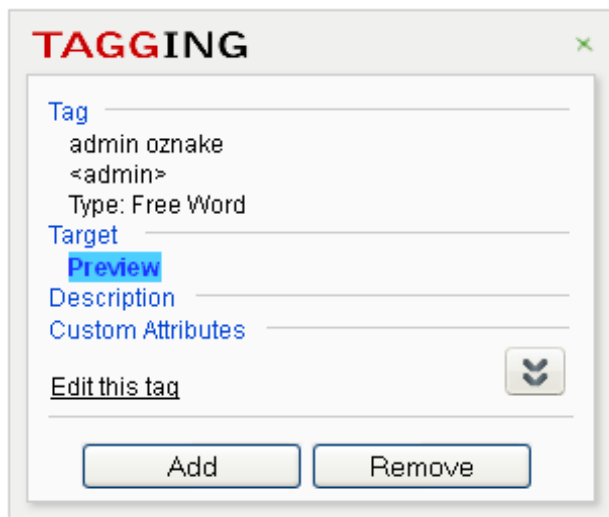 TAGGING
Tag
admin oznake
<admin>
Type: Free Word
Target
Preview
Description
Custom Attributes
Edit this tag
Add Remove